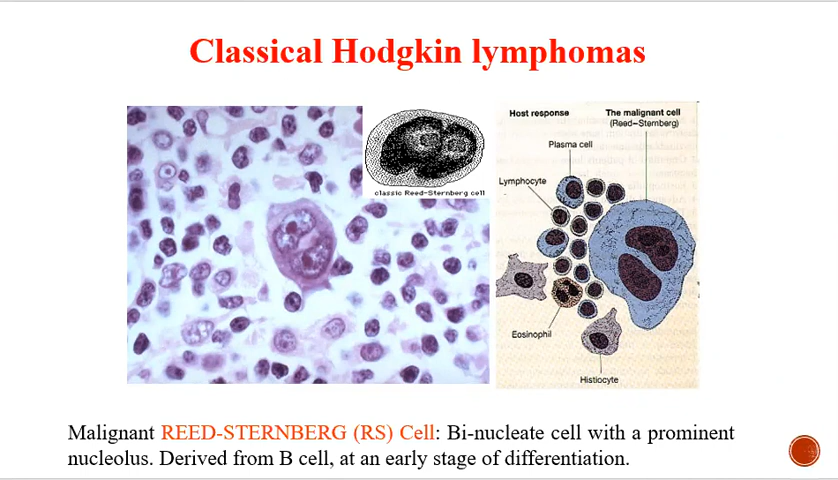 Classical Hodgkin lymphomas
classic Reed-Sternberg cell
Host response
The malignant cell
(Reed–Sternberg)
Plasma cell
Lymphocyte
Eosinophil
Histiocyte
Malignant REED-STERNBERG (RS) Cell: Bi-nucleate cell with a prominent
nucleolus. Derived from B cell, at an early stage of differentiation.